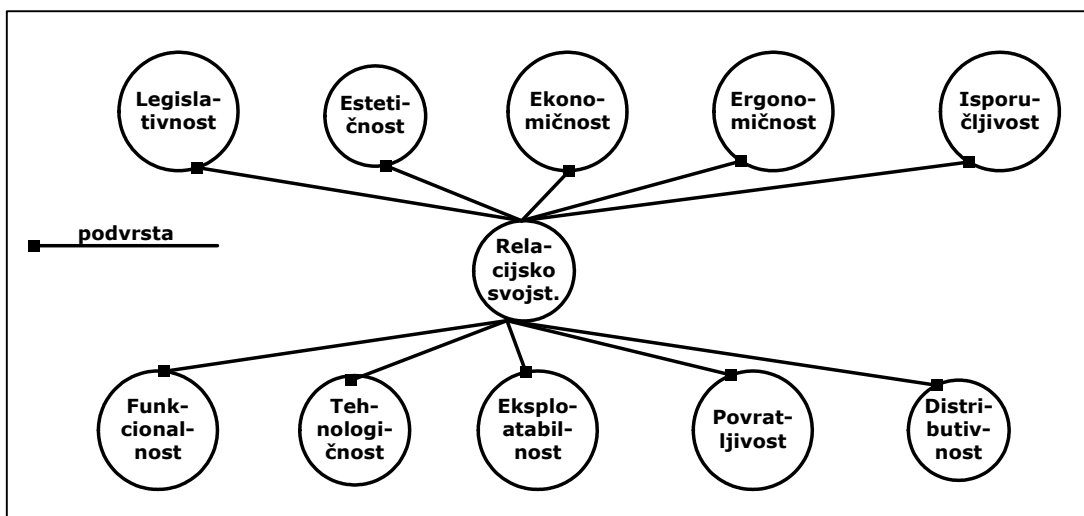 Legisla-
tivnost
Esteti-
čnost
Ekono-
mičnost
Ergono-
mičnost
Isporu-
čljivost
podvrsta
Rela-
cijsko
svojst.
Funk-
cional-
nost
Teh-
nologi-
čnost
Eksplo-
atabil-
nost
Povrat-
ljivost
Distri-
butiv-
nost